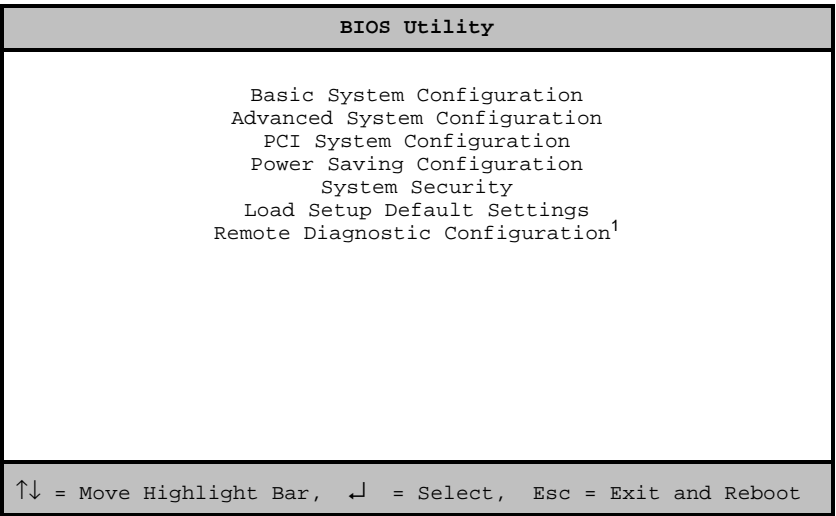 BIOS Utility
Basic System Configuration
Advanced System Configuration
PCI System Configuration
Power Saving Configuration
System Security
Load Setup Default Settings
Remote Diagnostic Configuration¹
↑↓ = Move Highlight Bar, ↵ = Select, Esc = Exit and Reboot